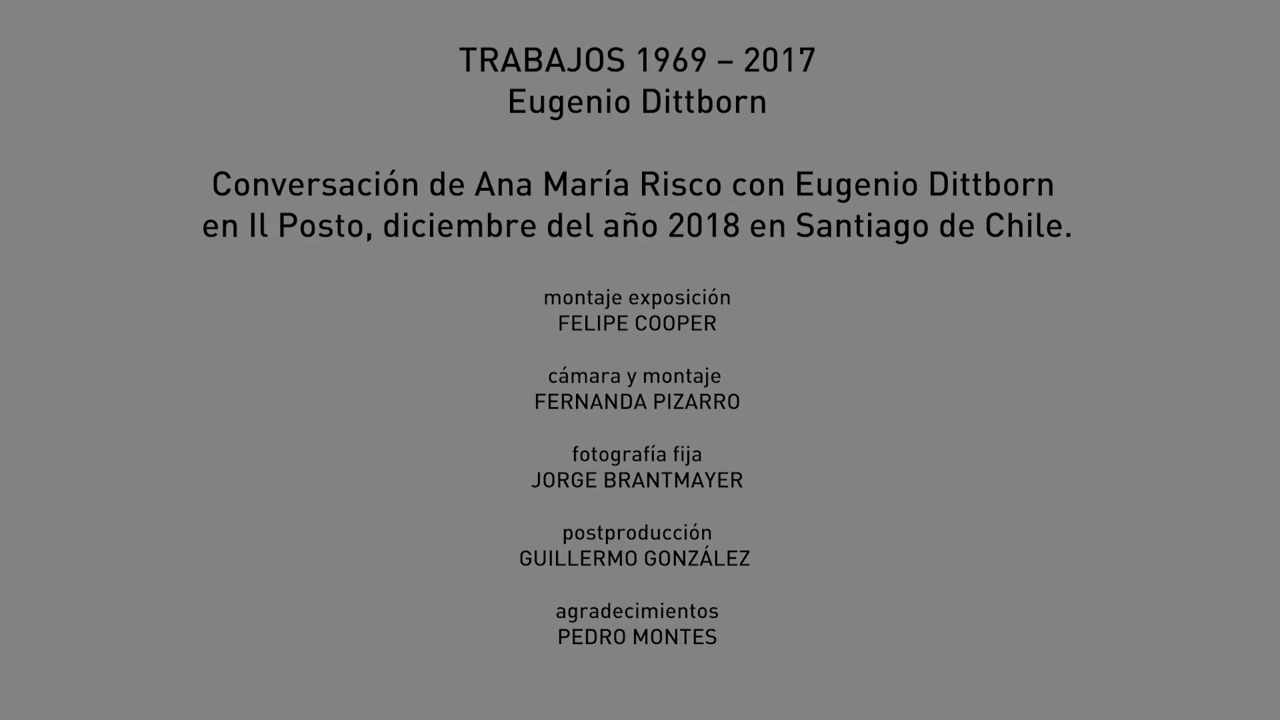 TRABAJOS 1969 – 2017
Eugenio Dittborn
Conversación de Ana María Risco con Eugenio Dittborn
en Il Posto, diciembre del año 2018 en Santiago de Chile.
montaje exposición
FELIPE COOPER
cámara y montaje
FERNANDA PIZARRO
fotografía fija
JORGE BRANTMAYER
postproducción
GUILLERMO GONZÁLEZ
agradecimientos
PEDRO MONTES